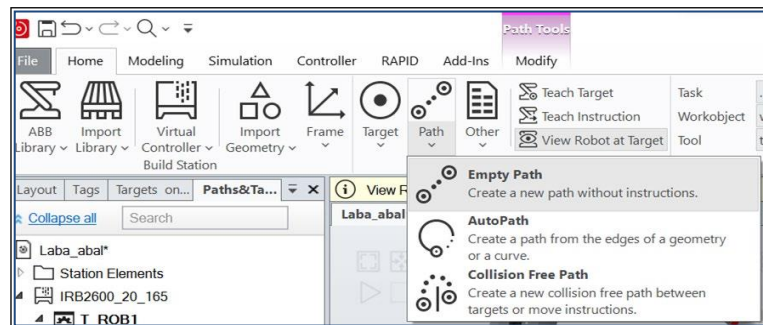 Path Tools
File Home Modeling Simulation Controller RAPID Add-Ins Modify
ABB Library
Import Library
Virtual Controller
Import Geometry
Frame
Target
Path
Other
Teach Target
Teach Instruction
View Robot at Target
Task
Workobject
Tool
Build Station
Layout Tags Targets on... Paths&Ta...
View R
Collapse all Search
Laba_abal
Laba_abal*
Station Elements
IRB2600_20_165
T_ROB1
Empty Path
Create a new path without instructions.
AutoPath
Create a path from the edges of a geometry
or a curve.
Collision Free Path
Create a new collision free path between
targets or move instructions.